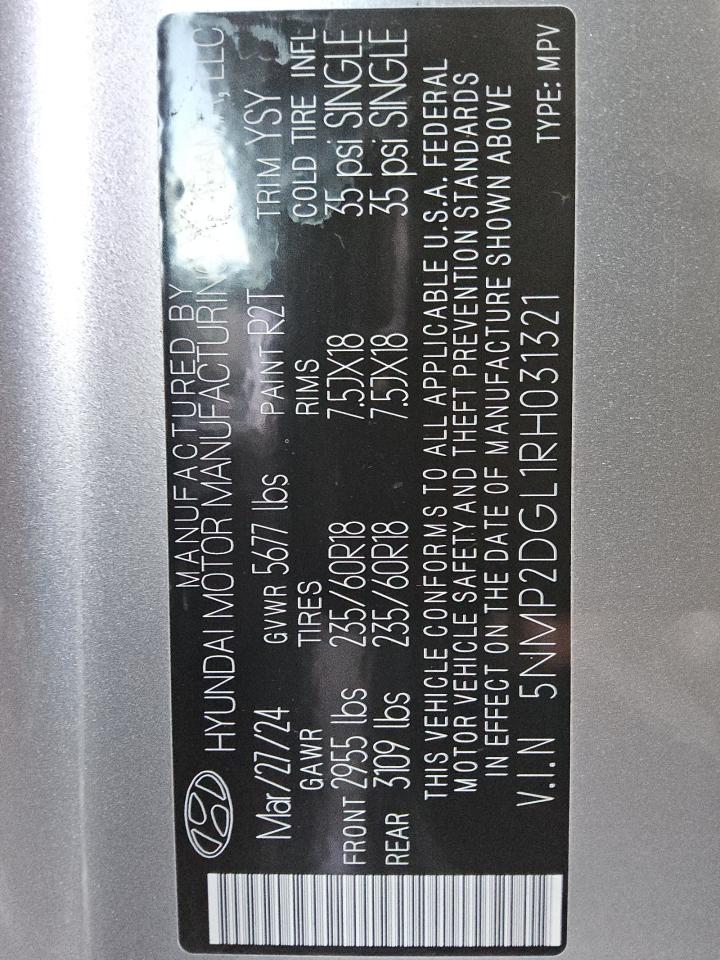 MANUFACTURED BY
HYUNDAI MOTOR MANUFACTURING LLC
Mar/27/24 GVWR 5677 lbs PAINT R2T TRIM YSY
GAWR TIRES RIMS COLD TIRE INFL
FRONT 2955 lbs 235/60R18 7.5JX18 35 psi SINGLE
REAR 3109 lbs 235/60R18 7.5JX18 35 psi SINGLE
THIS VEHICLE CONFORMS TO ALL APPLICABLE U.S.A. FEDERAL
MOTOR VEHICLE SAFETY AND THEFT PREVENTION STANDARDS
IN EFFECT ON THE DATE OF MANUFACTURE SHOWN ABOVE
V.I.N 5NMP2DGL1RH031321 TYPE: MPV